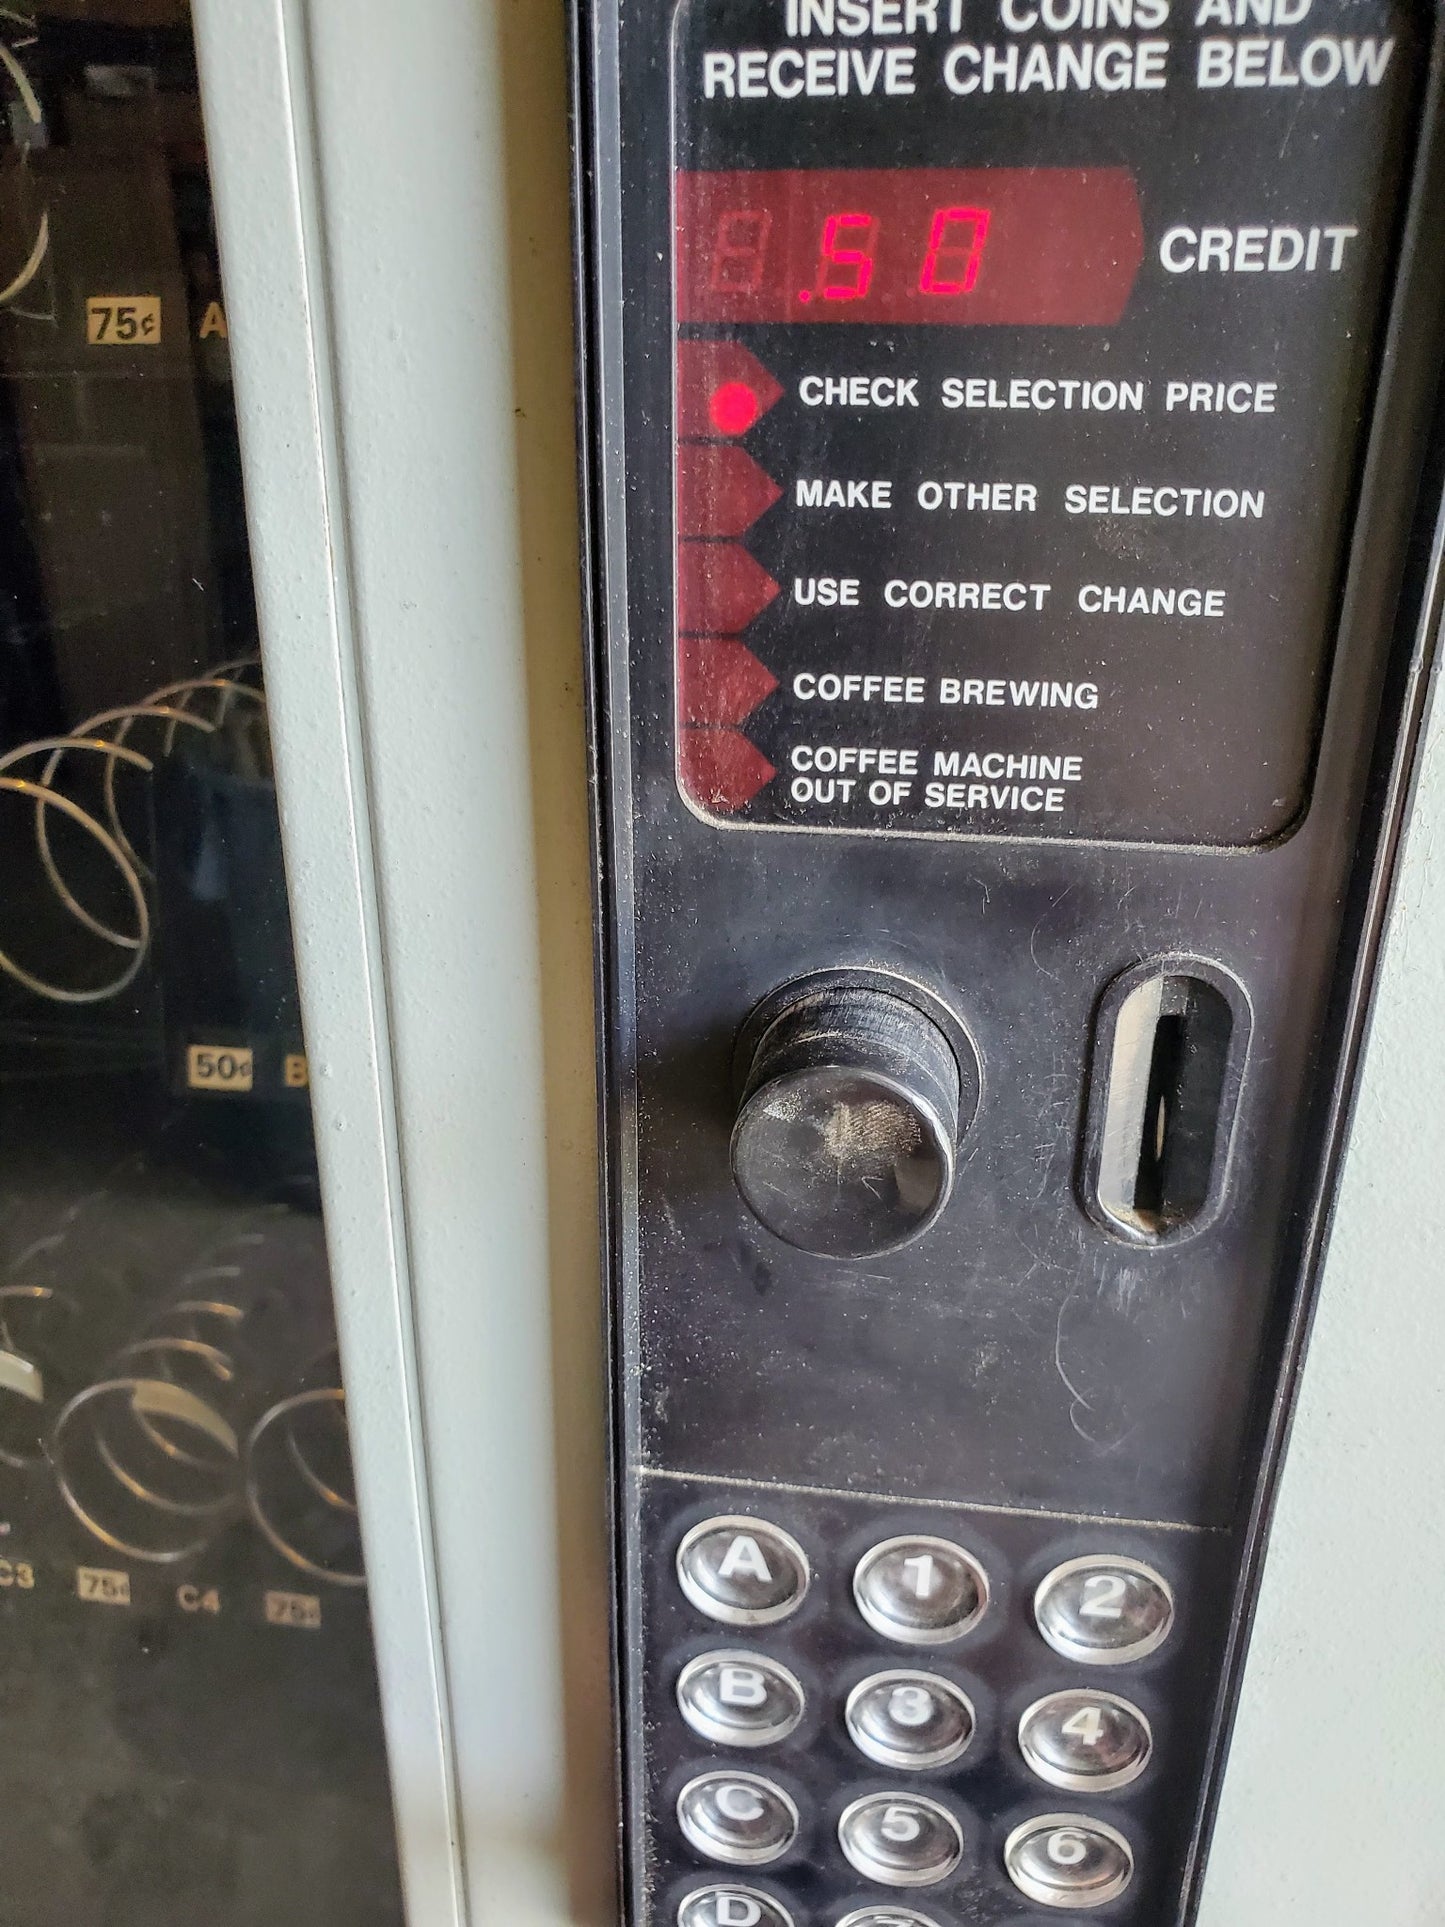 INSERT COINS AND
RECEIVE CHANGE BELOW
.50 CREDIT
CHECK SELECTION PRICE
MAKE OTHER SELECTION
USE CORRECT CHANGE
COFFEE BREWING
COFFEE MACHINE
OUT OF SERVICE
75¢ A
50¢ B
C3 75¢ C4 75¢
A 1 2
B 3 4
C 5 6
D 7